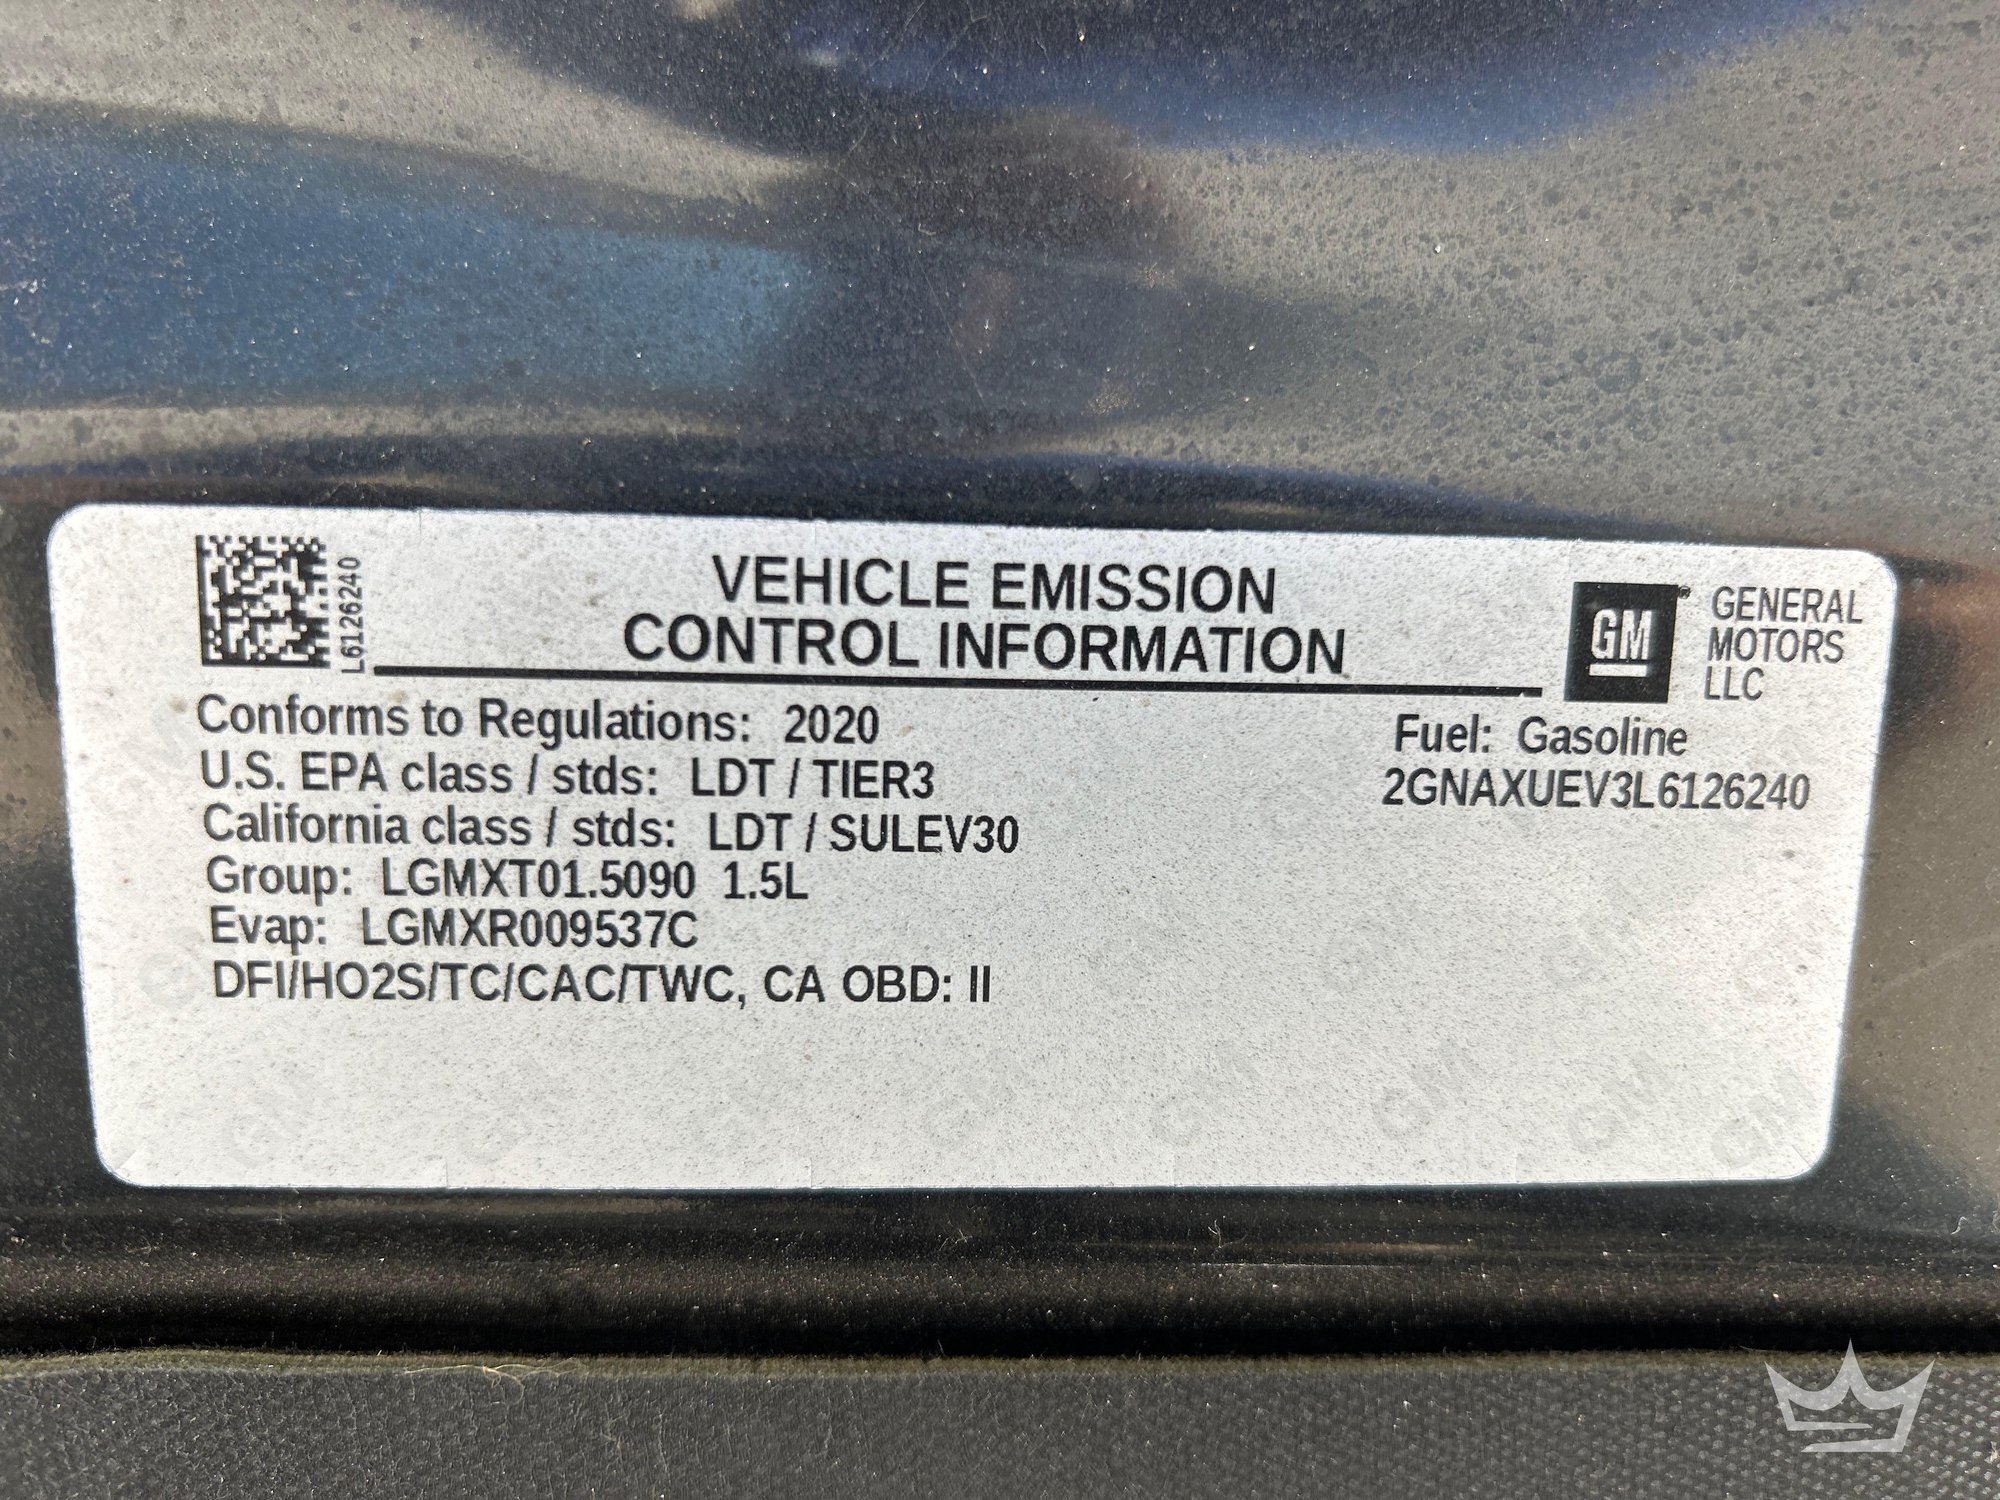 L6126240
VEHICLE EMISSION
CONTROL INFORMATION
GM®
GENERAL
MOTORS
LLC
Conforms to Regulations: 2020
U.S. EPA class / stds: LDT / TIER3
California class / stds: LDT / SULEV30
Group: LGMXT01.5090 1.5L
Evap: LGMXR009537C
DFI/HO2S/TC/CAC/TWC, CA OBD: II
Fuel: Gasoline
2GNAXUEV3L6126240